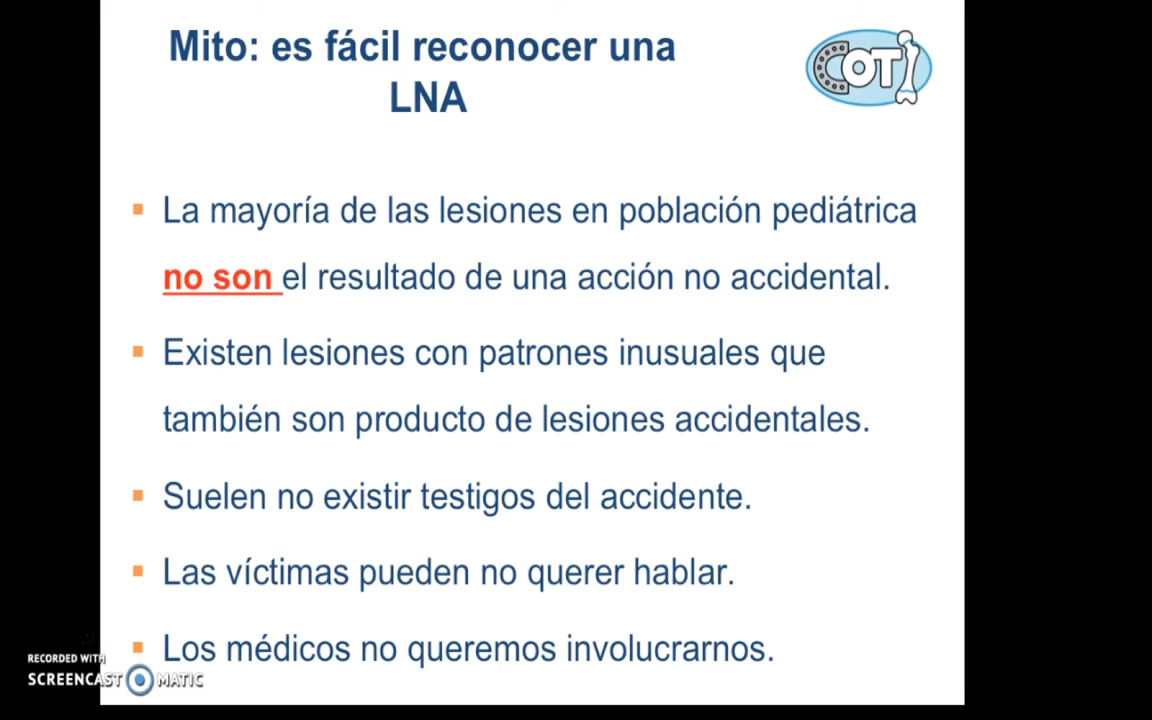 Mito: es fácil reconocer una
LNA
COTI
▪ La mayoría de las lesiones en población pediátrica
no son el resultado de una acción no accidental.
▪ Existen lesiones con patrones inusuales que
también son producto de lesiones accidentales.
▪ Suelen no existir testigos del accidente.
▪ Las víctimas pueden no querer hablar.
▪ Los médicos no queremos involucrarnos.
RECORDED WITH
SCREENCAST MATIC